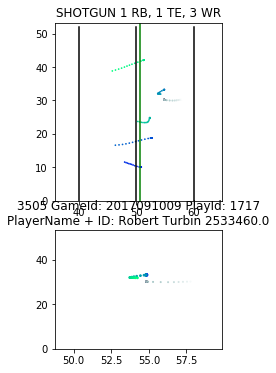 SHOTGUN 1 RB, 1 TE, 3 WR
50
40
30
20
10
0
40 50 60
3505 GameId: 2017091009 PlayId: 1717
PlayerName + ID: Robert Turbin 2533460.0
40
20
0
50.0 52.5 55.0 57.5